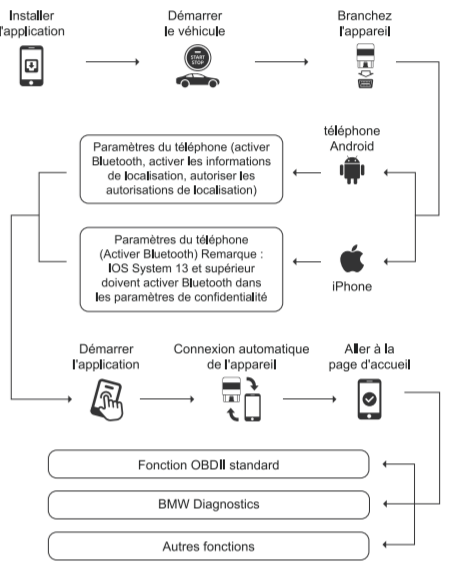 Installer
l'application
Démarrer
le véhicule
START
STOP
Branchez
l'appareil
téléphone
Android
Paramètres du téléphone (activer
Bluetooth, activer les informations
de localisation, autoriser les
autorisations de localisation)
Paramètres du téléphone
(Activer Bluetooth) Remarque :
IOS System 13 et supérieur
doivent activer Bluetooth dans
les paramètres de confidentialité
iPhone
Démarrer
l'application
Connexion automatique
de l'appareil
Aller à la
page d'accueil
Fonction OBDII standard
BMW Diagnostics
Autres fonctions